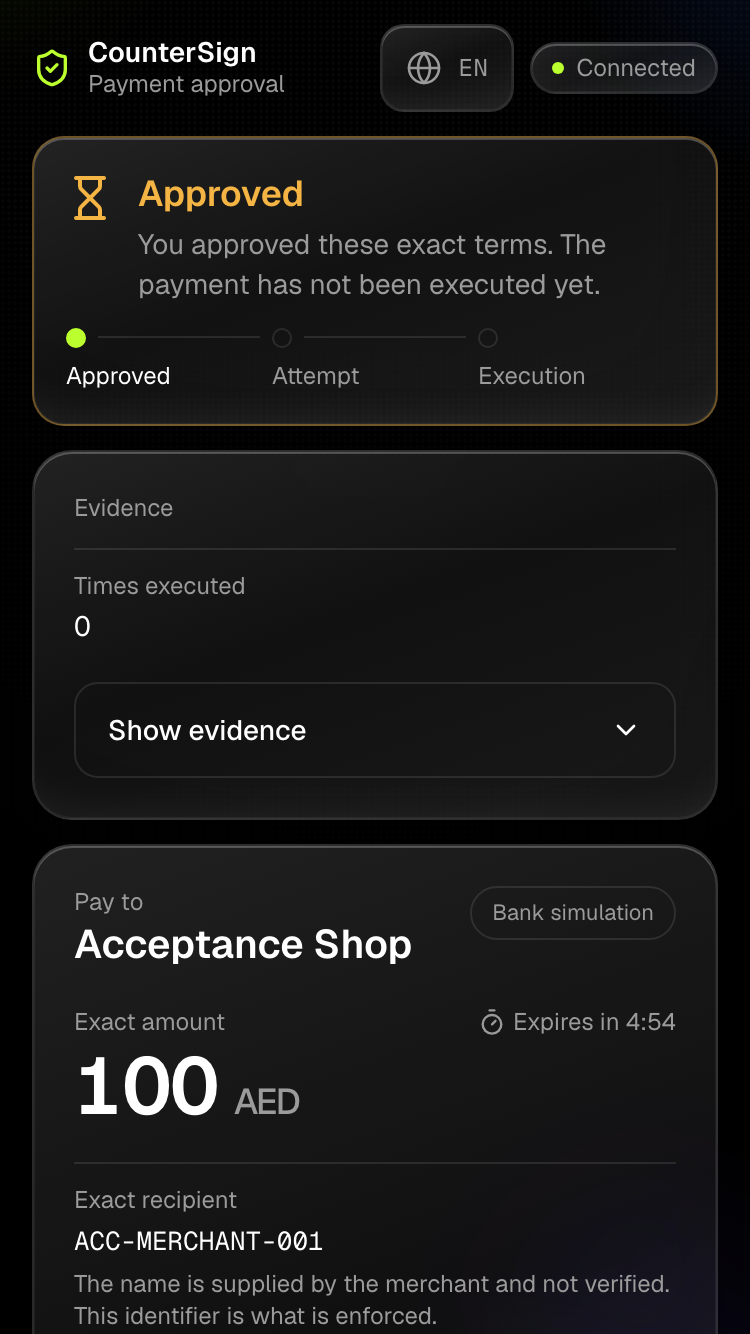 CounterSign
Payment approval
EN
Connected
Approved
You approved these exact terms. The
payment has not been executed yet.
Approved
Attempt
Execution
Evidence
Times executed
0
Show evidence
Pay to
Bank simulation
Acceptance Shop
Exact amount
Expires in 4:54
100 AED
Exact recipient
ACC-MERCHANT-001
The name is supplied by the merchant and not verified.
This identifier is what is enforced.